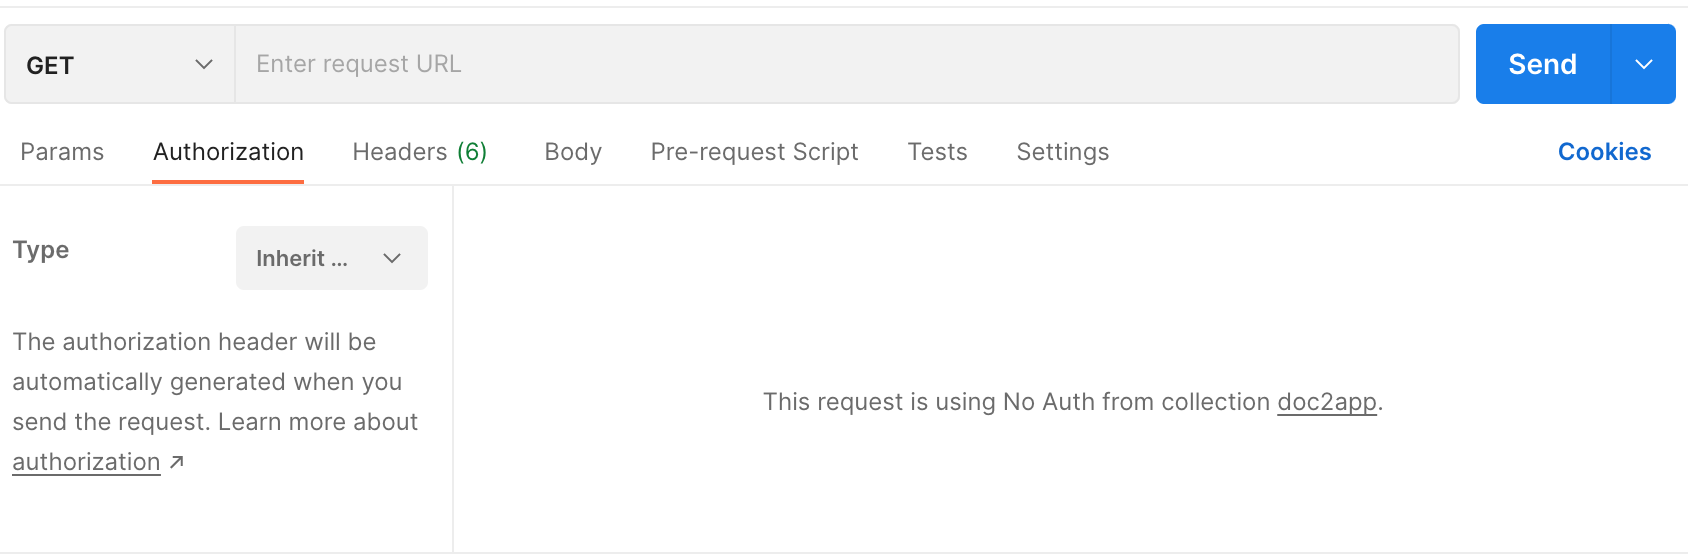 GET Enter request URL Send
Params Authorization Headers (6) Body Pre-request Script Tests Settings Cookies
Type Inherit ...
The authorization header will be
automatically generated when you
send the request. Learn more about
authorization ↗
This request is using No Auth from collection doc2app.